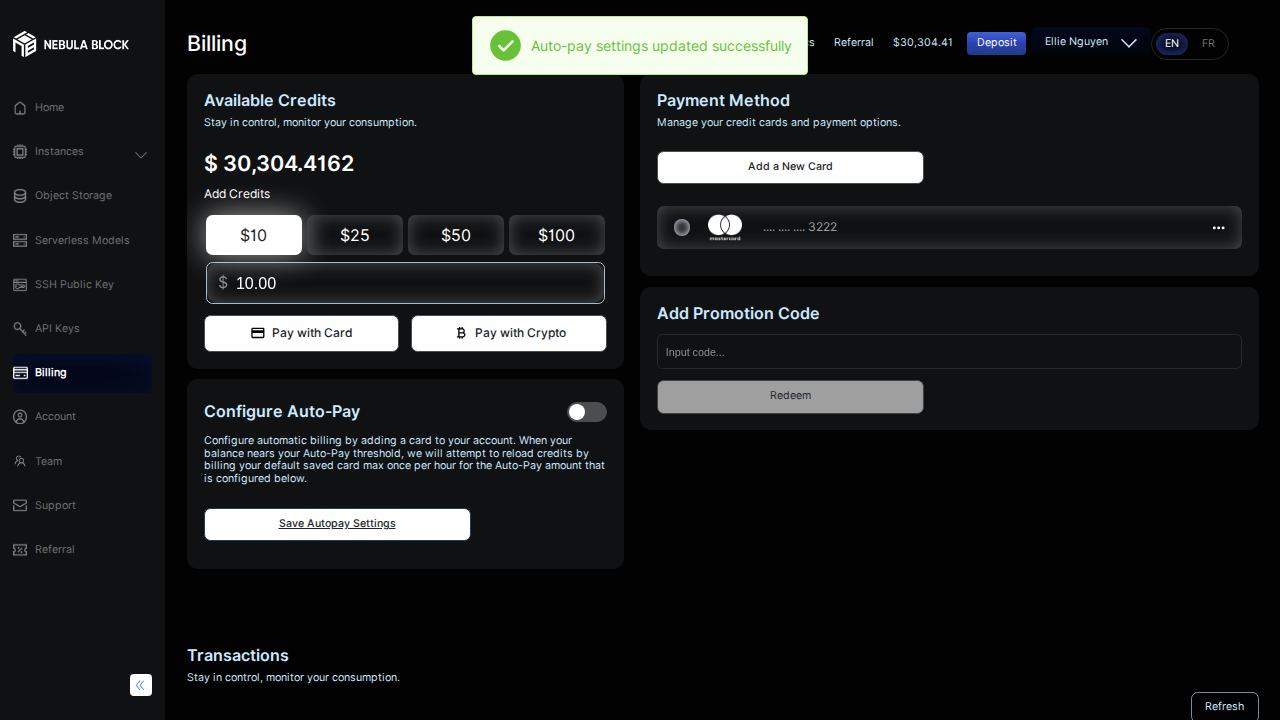 NEBULA BLOCK
Home
Instances
Object Storage
Serverless Models
SSH Public Key
API Keys
Billing
Account
Team
Support
Referral
Billing
Auto-pay settings updated successfully
Referral
$30,304.41
Deposit
Ellie Nguyen
EN
FR
Available Credits
Stay in control, monitor your consumption.
$ 30,304.4162
Add Credits
$10
$25
$50
$100
$ 10.00
Pay with Card
Pay with Crypto
Configure Auto-Pay
Configure automatic billing by adding a card to your account. When your
balance nears your Auto-Pay threshold, we will attempt to reload credits by
billing your default saved card max once per hour for the Auto-Pay amount that
is configured below.
Save Autopay Settings
Payment Method
Manage your credit cards and payment options.
Add a New Card
mastercard
.... .... .... 3222
Add Promotion Code
Input code...
Redeem
Transactions
Stay in control, monitor your consumption.
Refresh